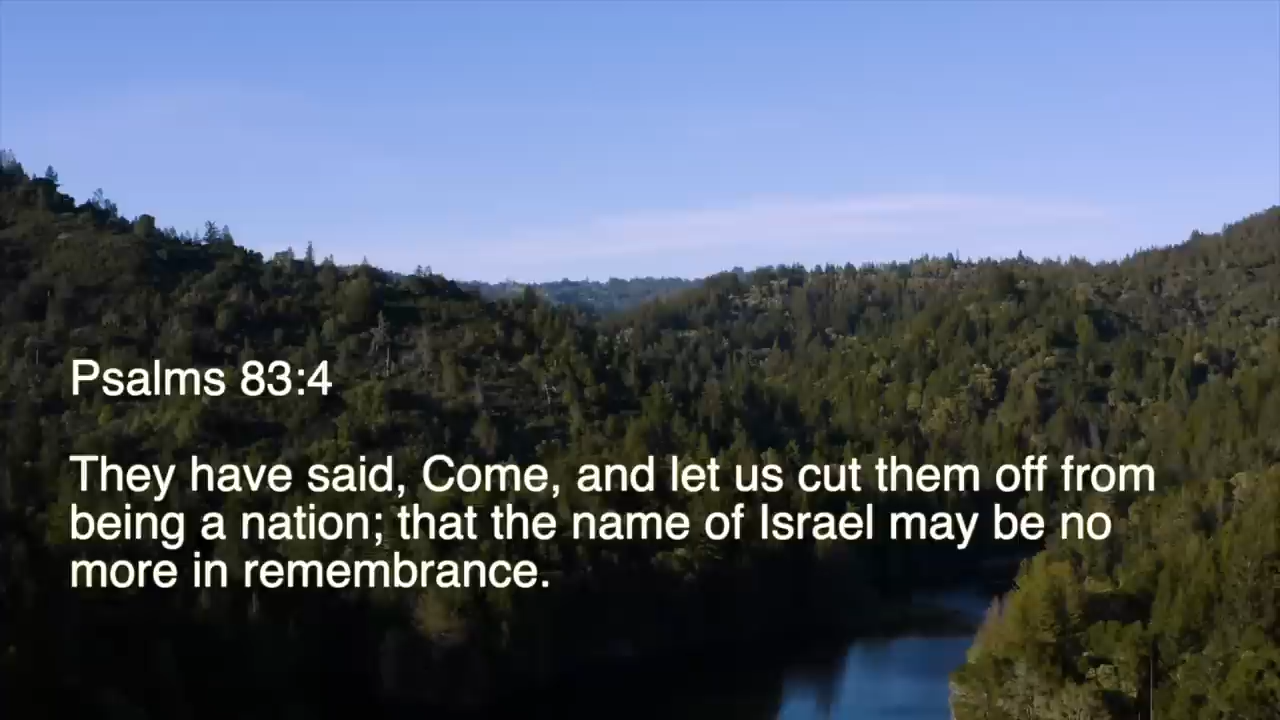 Psalms 83:4
They have said, Come, and let us cut them off from
being a nation; that the name of Israel may be no
more in remembrance.